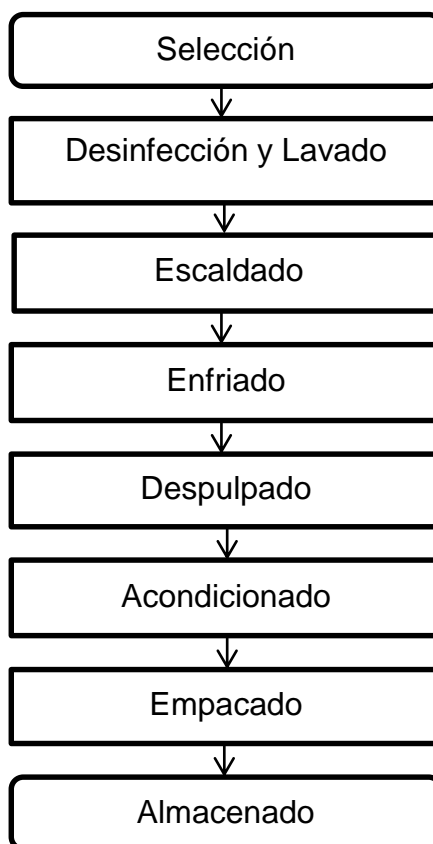 Selección
Desinfección y Lavado
Escaldado
Enfriado
Despulpado
Acondicionado
Empacado
Almacenado